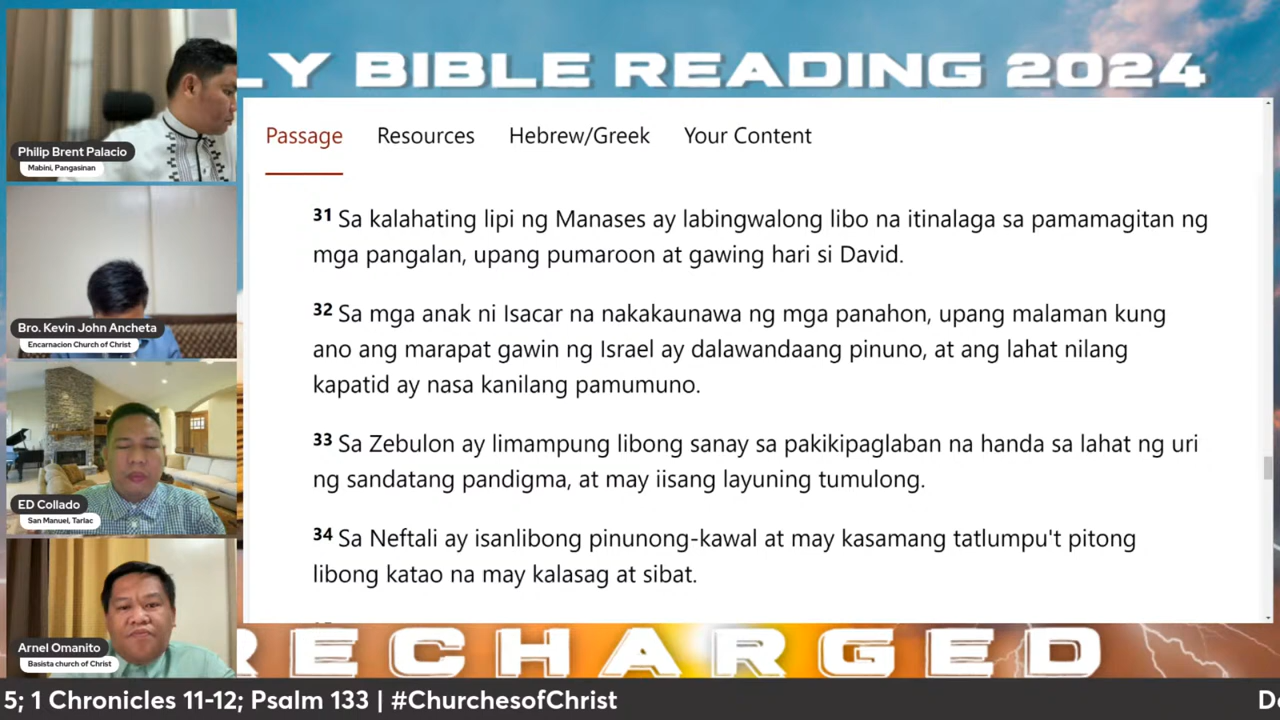 LY BIBLE READING 2024
Philip Brent Palacio
Mabini, Pangasinan
Bro. Kevin John Ancheta
Encarnacion Church of Christ
ED Collado
San Manuel, Tarlac
Arnel Omanito
Basista church of Christ
Passage Resources Hebrew/Greek Your Content
31 Sa kalahating lipi ng Manases ay labingwalong libo na itinalaga sa pamamagitan ng
mga pangalan, upang pumaroon at gawing hari si David.
32 Sa mga anak ni Isacar na nakakaunawa ng mga panahon, upang malaman kung
ano ang marapat gawin ng Israel ay dalawandaang pinuno, at ang lahat nilang
kapatid ay nasa kanilang pamumuno.
33 Sa Zebulon ay limampung libong sanay sa pakikipaglaban na handa sa lahat ng uri
ng sandatang pandigma, at may iisang layuning tumulong.
34 Sa Neftali ay isanlibong pinunong-kawal at may kasamang tatlumpu't pitong
libong katao na may kalasag at sibat.
RECHARGED
5; 1 Chronicles 11-12; Psalm 133 | #ChurchesofChrist